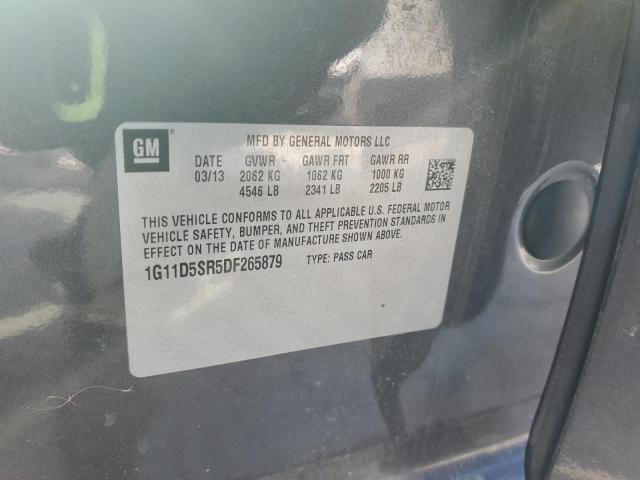 GM
MFD BY GENERAL MOTORS LLC
DATE GVWR GAWR FRT GAWR RR
03/13 2062 KG 1062 KG 1000 KG
4546 LB 2341 LB 2205 LB
THIS VEHICLE CONFORMS TO ALL APPLICABLE U.S. FEDERAL MOTOR
VEHICLE SAFETY, BUMPER, AND THEFT PREVENTION STANDARDS IN
EFFECT ON THE DATE OF MANUFACTURE SHOWN ABOVE.
1G11D5SR5DF265879 TYPE: PASS CAR